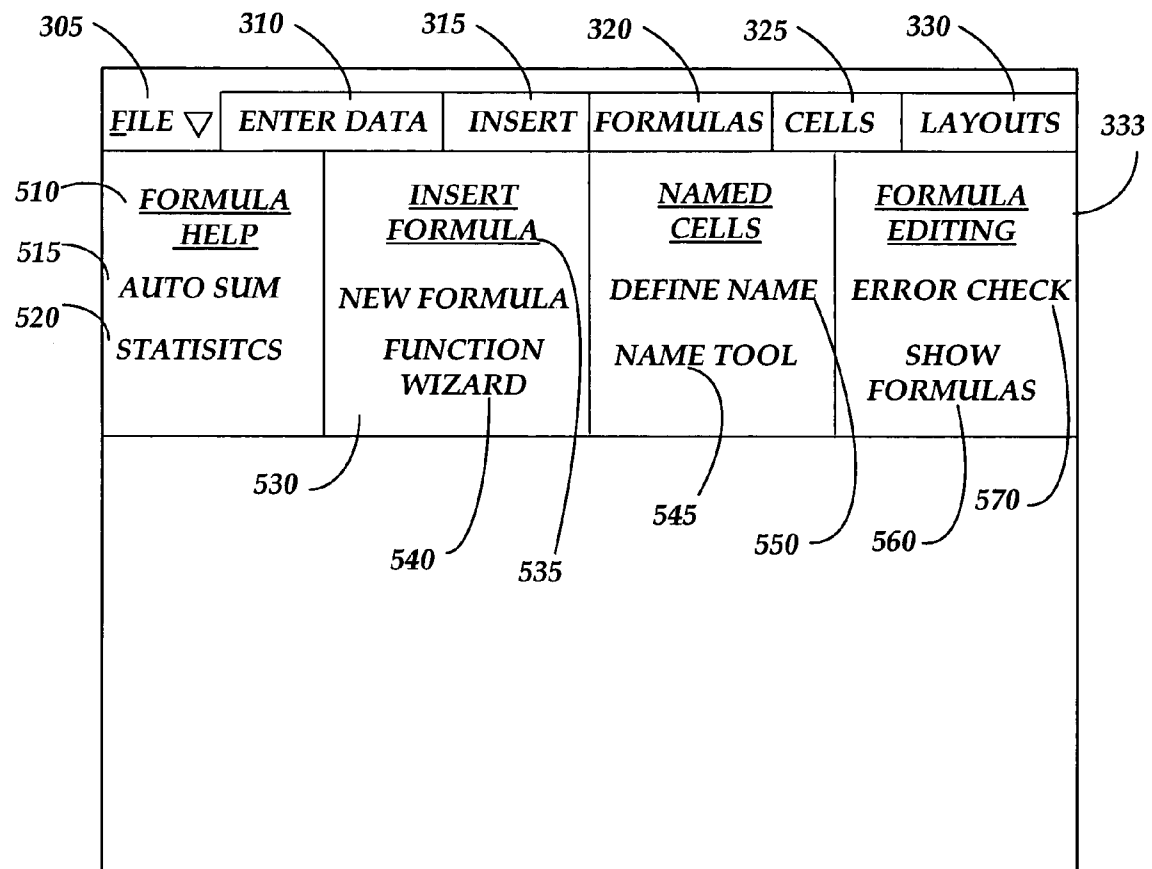 305 310 315 320 325 330
FILE ENTER DATA INSERT FORMULAS CELLS LAYOUTS
333
510
FORMULA
HELP
515
AUTO SUM
520
STATISITCS
INSERT
FORMULA
NEW FORMULA
FUNCTION
WIZARD
NAMED
CELLS
DEFINE NAME
NAME TOOL
FORMULA
EDITING
ERROR CHECK
SHOW
FORMULAS
530
540
535
545
550
560
570